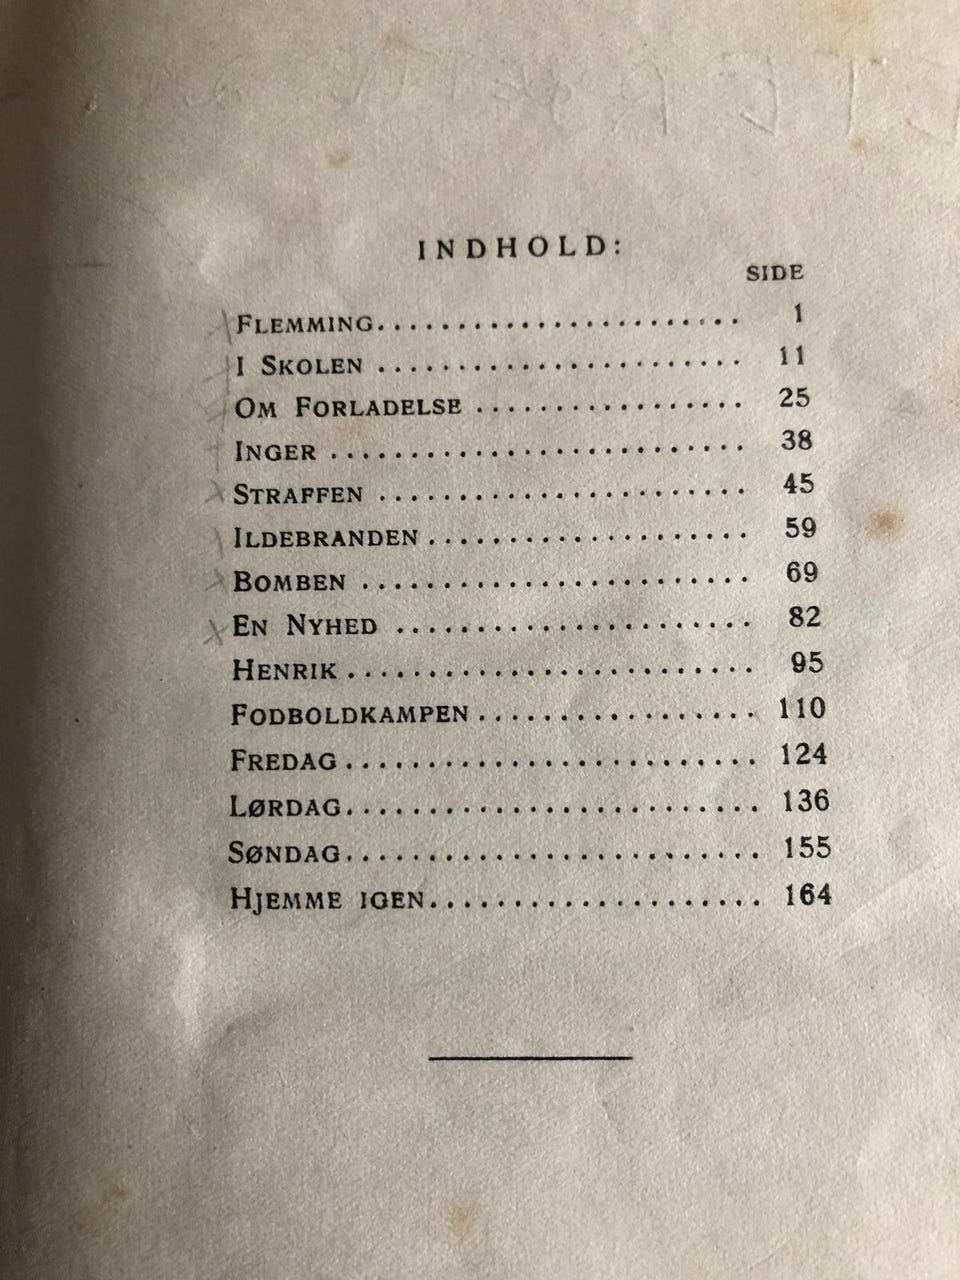 INDHOLD:
SIDE
FLEMMING...................... 1
I SKOLEN ...................... 11
OM FORLADELSE ................. 25
INGER .......................... 38
STRAFFEN ....................... 45
ILDEBRANDEN .................... 59
BOMBEN ......................... 69
EN NYHED ...................... 82
HENRIK .......................... 95
FODBOLDKAMPEN .................. 110
FREDAG .......................... 124
LØRDAG.......................... 136
SØNDAG.......................... 155
HJEMME IGEN..................... 164